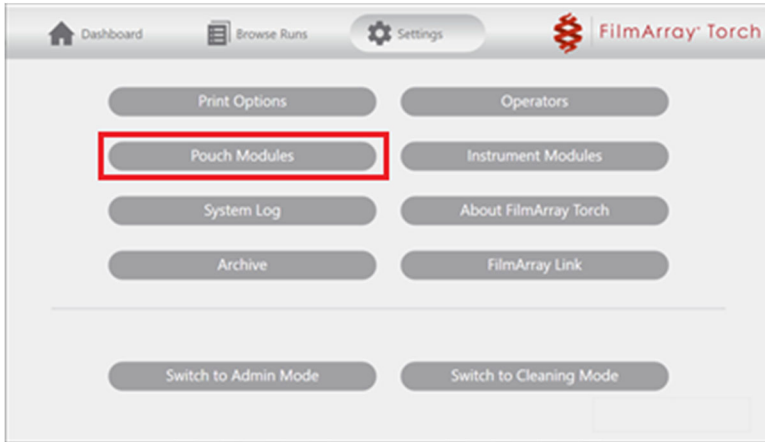 Dashboard Browse Runs Settings FilmArray® Torch
Print Options Operators
Pouch Modules Instrument Modules
System Log About FilmArray Torch
Archive FilmArray Link
Switch to Admin Mode Switch to Cleaning Mode